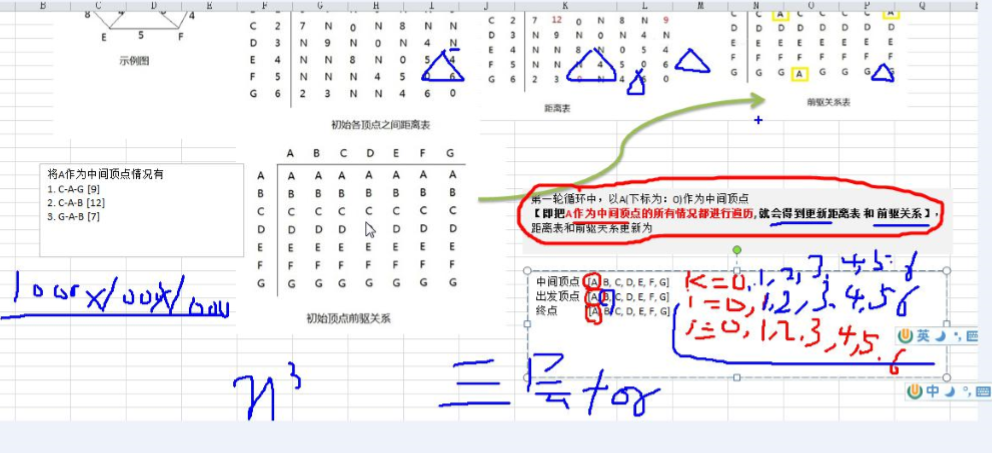 B C D E F G H I J K L M N O P Q
E 5 F
示例图
C 2 7 N 0 N 8 N N
D 3 N 9 N 0 N 4 N
E 4 N N 8 N 0 5 4
F 5 N N N 4 5 0 6
G 6 2 3 N N 4 6 0
初始各顶点之间距离表
C 2 7 12 0 N 8 N 9
D 3 N 9 N 0 N 4 N
E 4 N N 8 N 0 5 4
F 5 N N N 4 5 0 6
G 6 2 3 9 N 4 6 0
距离表
C C A C C C A
D D D D D D D
E E E E E E E
F F F F F F F
G G G A G G G G
前驱关系表
将A作为中间顶点情况有
1. C-A-G [9]
2. C-A-B [12]
3. G-A-B [7]
A B C D E F G
A A A A A A A A
B B B B B B B B
C C C C C C C C
D D D D D D D D
E E E E E E E E
F F F F F F F F
G G G G G G G G
初始顶点前驱关系
第一轮循环中，以A(下标为：0)作为中间顶点
【即把A作为中间顶点的所有情况都进行遍历,就会得到更新距离表 和 前驱关系】，
距离表和前驱关系更新为
中间顶点 [A, B, C, D, E, F, G] K=0,1,2,3,4,5,6
出发顶点 [A, B, C, D, E, F, G] i=0,1,2,3,4,5,6
终点 [A, B, C, D, E, F, G] j=0,1,2,3,4,5,6
1000X1000X1000
n³
三层for
英
中